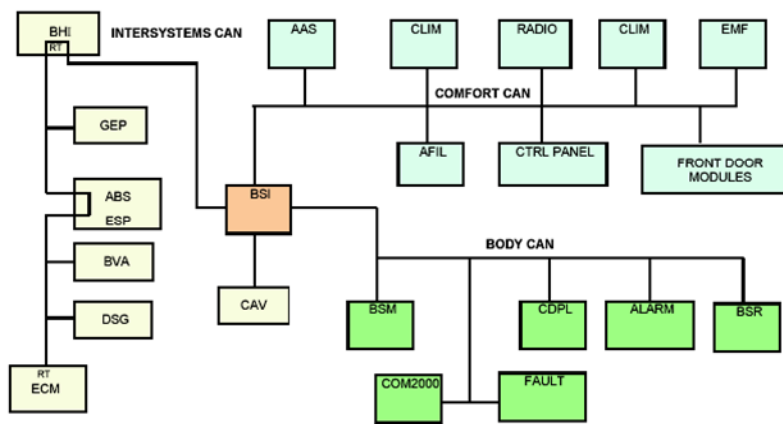 BHI
RT
INTERSYSTEMS CAN
AAS
CLIM
RADIO
CLIM
EMF
COMFORT CAN
GEP
AFIL
CTRL PANEL
FRONT DOOR
MODULES
ABS
ESP
BSI
BODY CAN
BVA
CAV
DSG
BSM
CDPL
ALARM
BSR
RT
ECM
COM2000
FAULT